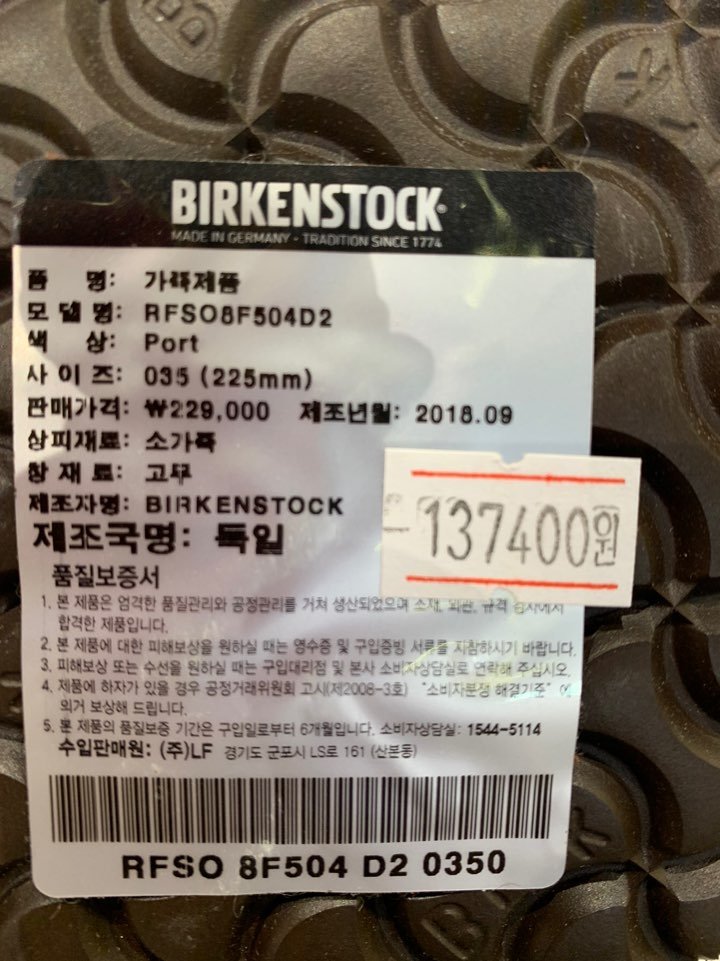 BIRKENSTOCK®
MADE IN GERMANY · TRADITION SINCE 1774
품 명: 가죽제품
모델명: RFSO8F504D2
색 상: Port
사이즈: 035 (225mm)
판매가격: ₩229,000 제조년월: 2018.09
상피재료: 소가죽
창재료: 고무
제조자명: BIRKENSTOCK
137400원
제조국명: 독일
품질보증서
1. 본 제품은 엄격한 품질관리와 공정관리를 거쳐 생산되었으며 소재, 외관, 규격 검사에서
합격한 제품입니다.
2. 본 제품에 대한 피해보상을 원하실 때는 영수증 및 구입증빙 서류를 지참하시기 바랍니다.
3. 피해보상 또는 수선을 원하실 때는 구입대리점 및 본사 소비자상담실로 연락해 주십시오.
4. 제품에 하자가 있을 경우 공정거래위원회 고시(제2008-3호) "소비자분쟁 해결기준" 에
의거 보상해 드립니다.
5. 본 제품의 품질보증 기간은 구입일로부터 6개월입니다. 소비자상담실: 1544-5114
수입판매원: (주)LF 경기도 군포시 LS로 161 (산본동)
RFSO 8F504 D2 0350
BIRK